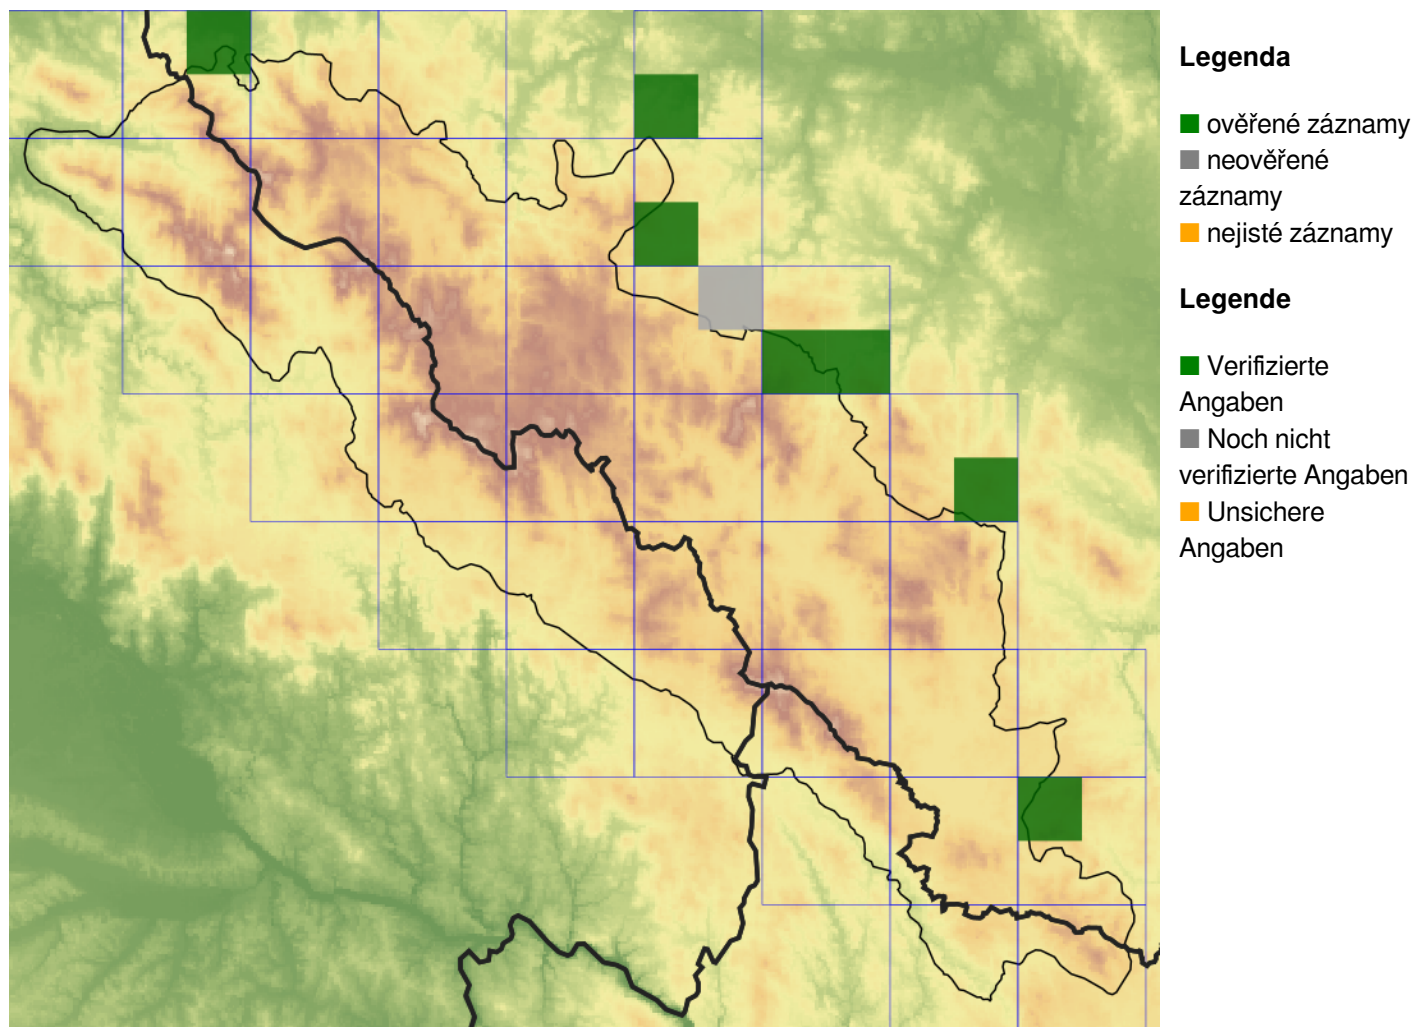 Legenda
ověřené záznamy
neověřené
záznamy
nejisté záznamy
Legende
Verifizierte
Angaben
Noch nicht
verifizierte Angaben
Unsichere
Angaben